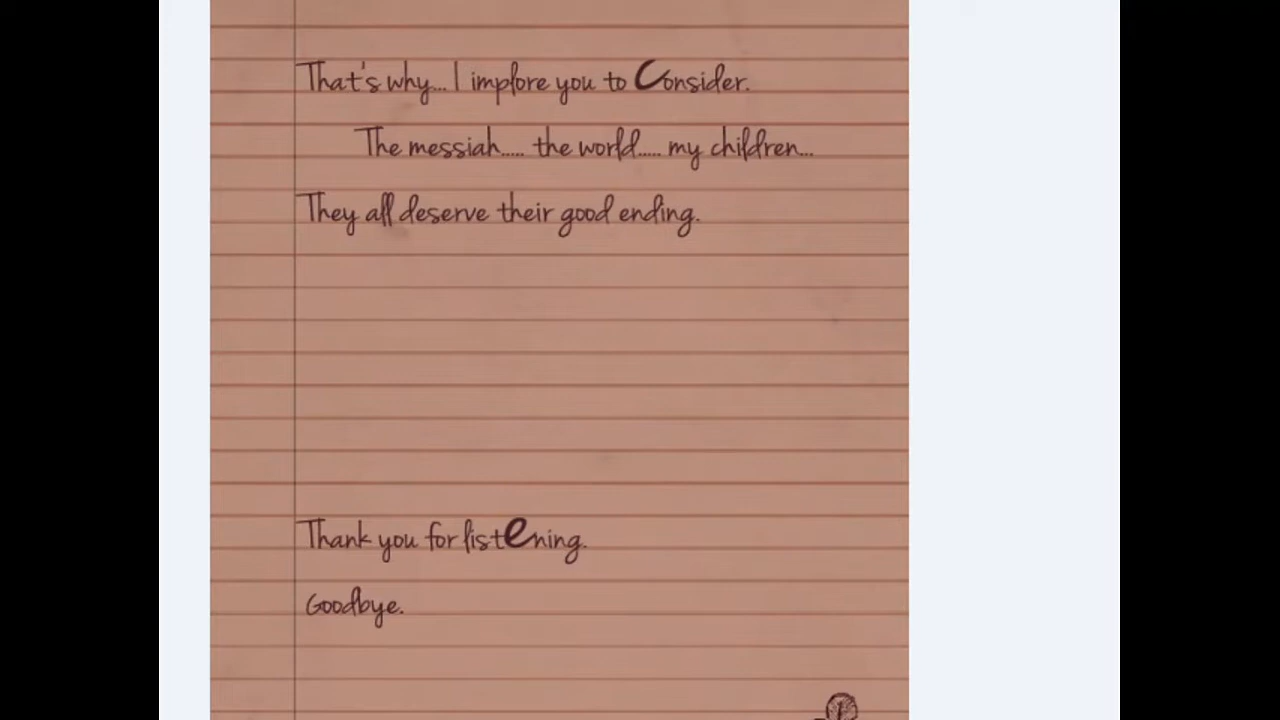 That's why... I implore you to Consider.
The messiah..... the world..... my children...
They all deserve their good ending.
Thank you for listening.
Goodbye.